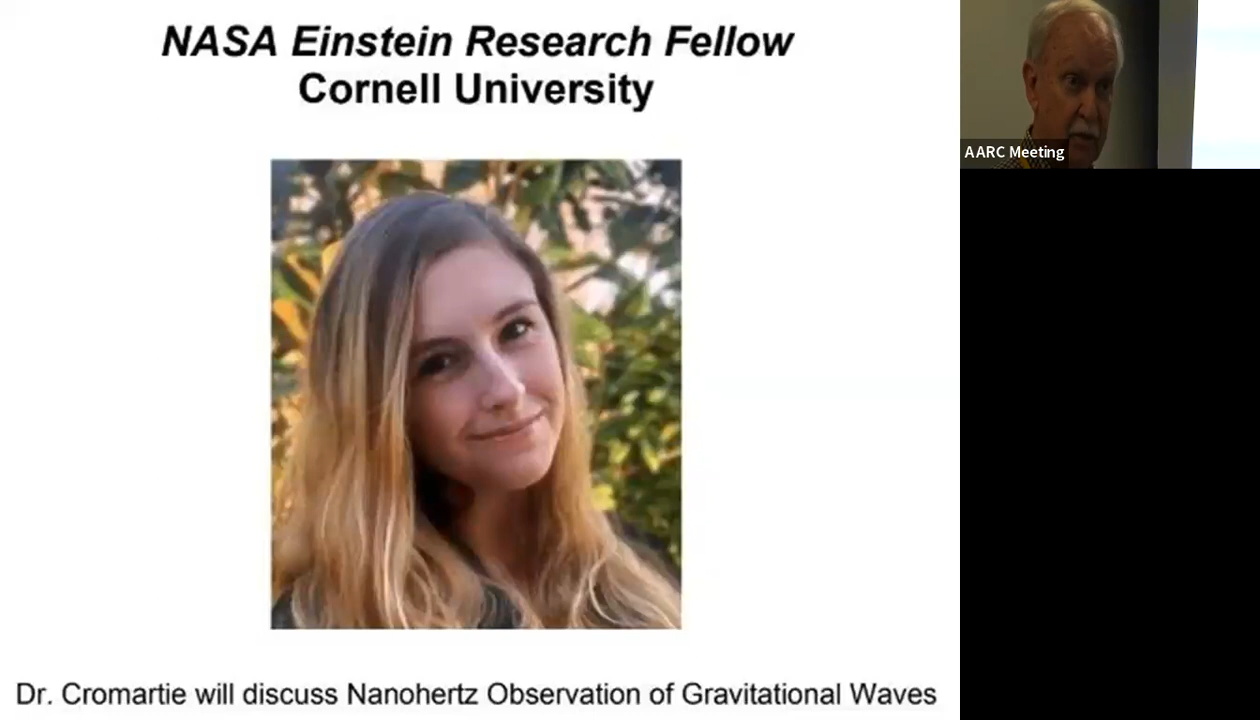 NASA Einstein Research Fellow
Cornell University
AARC Meeting
Dr. Cromartie will discuss Nanohertz Observation of Gravitational Waves